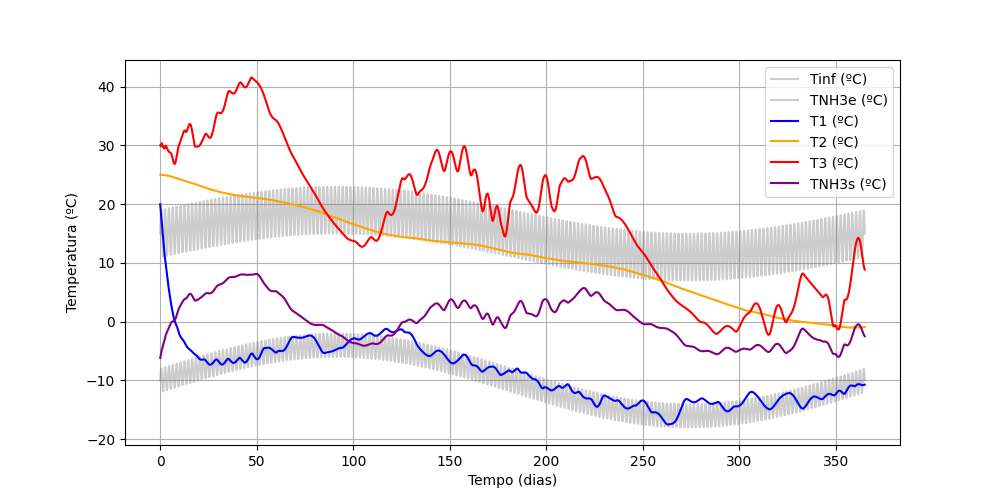 Tinf (ºC)
TNH3e (ºC)
T1 (ºC)
T2 (ºC)
T3 (ºC)
TNH3s (ºC)
Temperatura (ºC)
40
30
20
10
0
−10
−20
0 50 100 150 200 250 300 350
Tempo (dias)